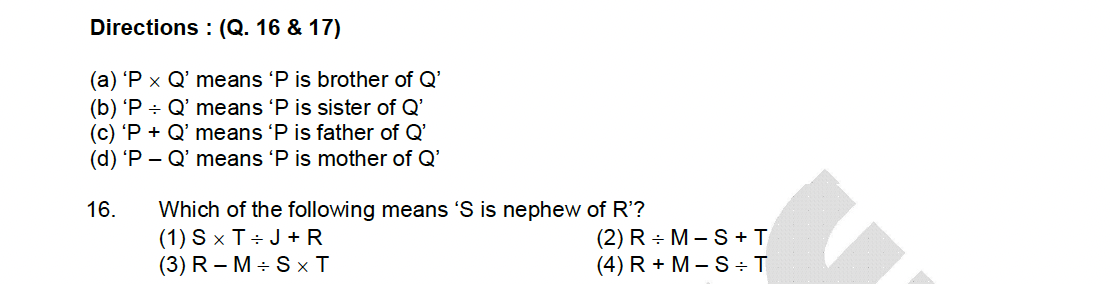 Directions : (Q. 16 & 17)
(a) ‘P × Q’ means ‘P is brother of Q’
(b) ‘P ÷ Q’ means ‘P is sister of Q’
(c) ‘P + Q’ means ‘P is father of Q’
(d) ‘P – Q’ means ‘P is mother of Q’
16. Which of the following means ‘S is nephew of R’?
(1) S × T ÷ J + R (2) R ÷ M – S + T
(3) R – M ÷ S × T (4) R + M – S ÷ T